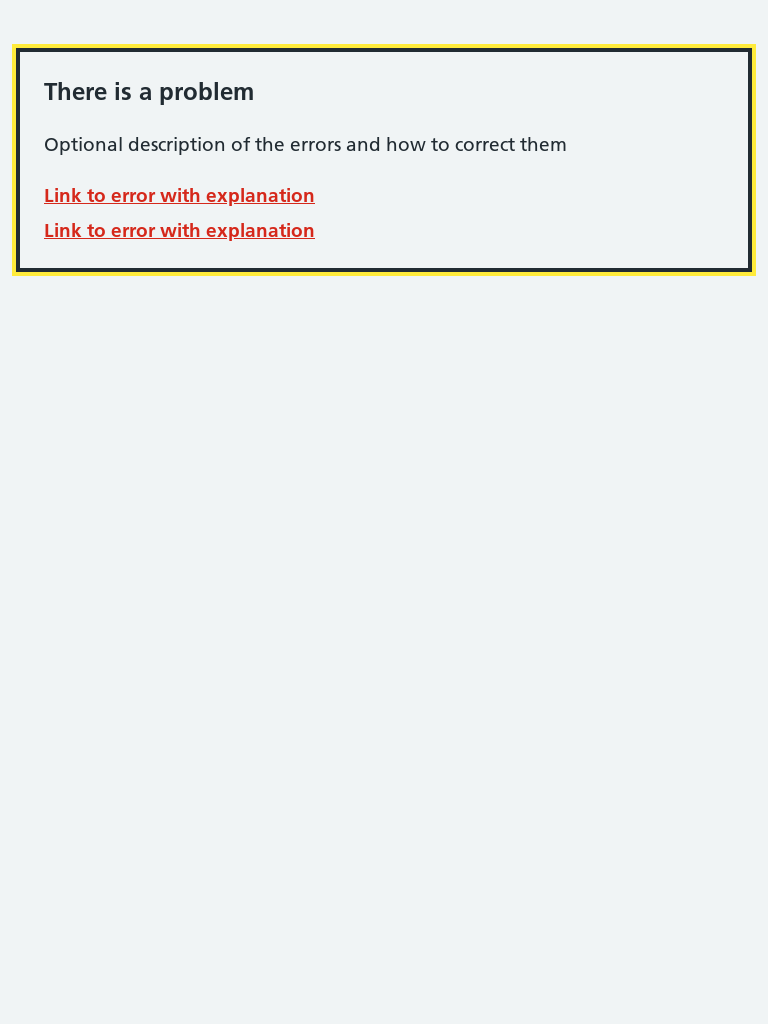 There is a problem
Optional description of the errors and how to correct them
Link to error with explanation
Link to error with explanation